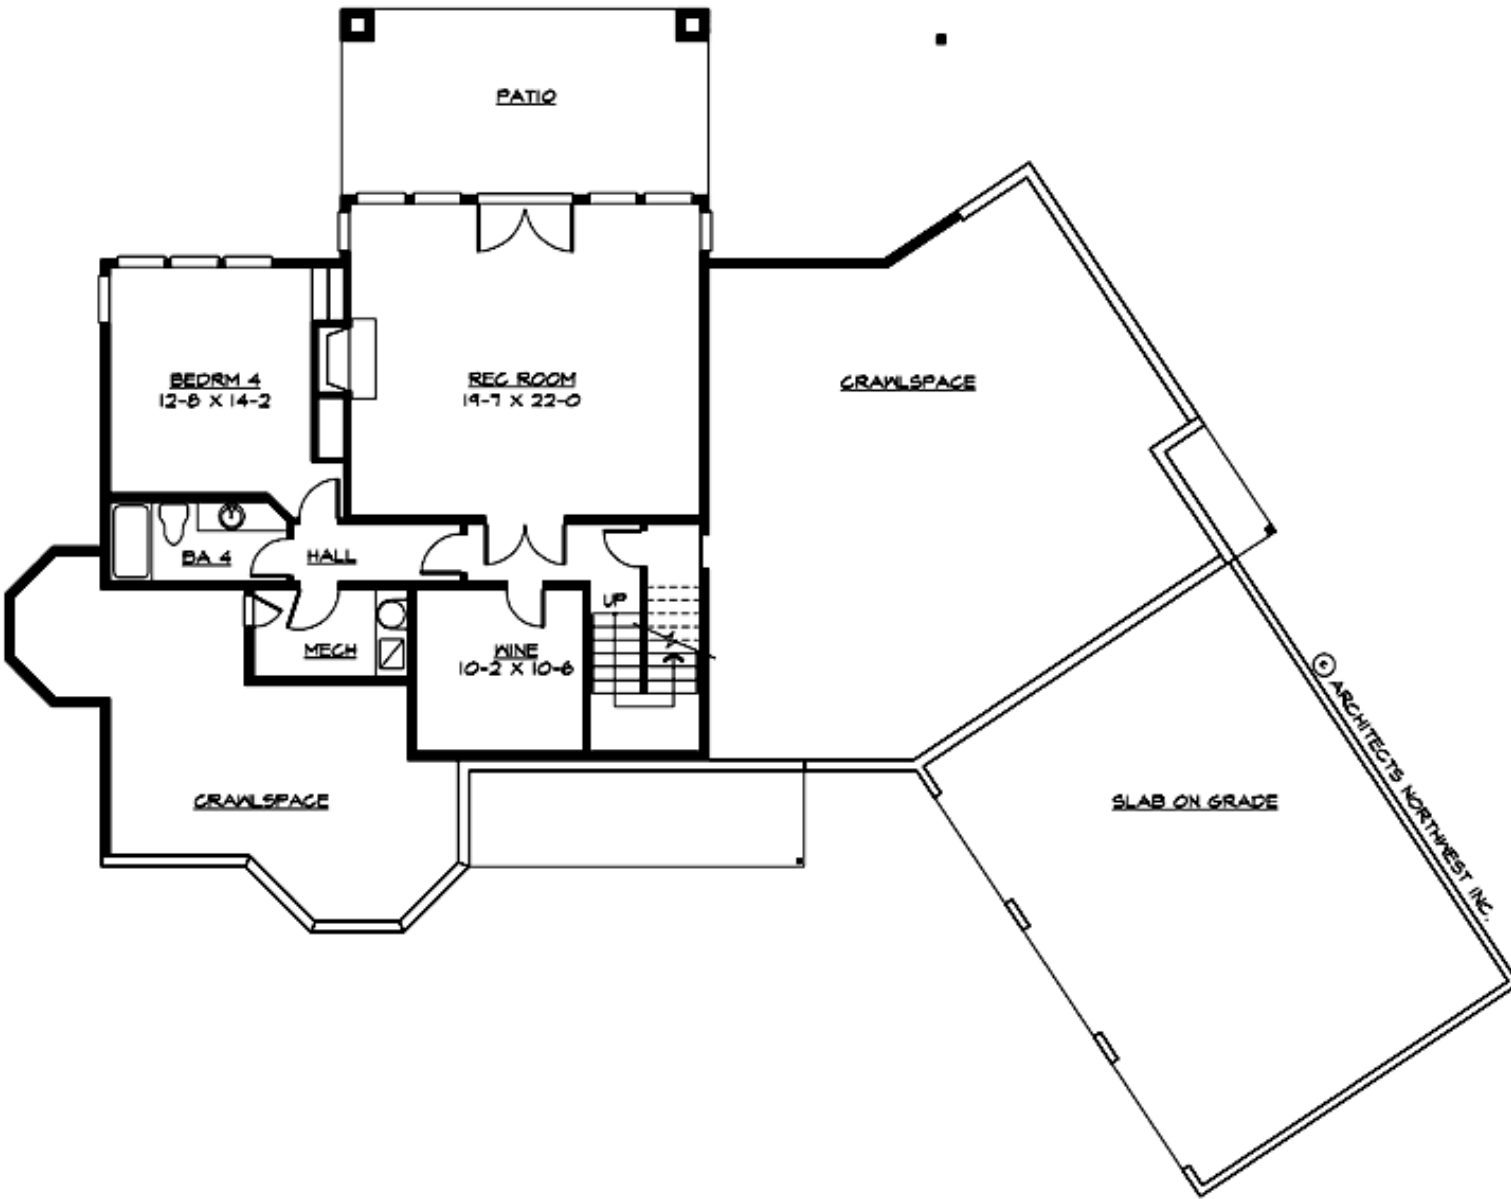 PATIO
BEDRM 4
12-8 X 14-2
REC ROOM
19-7 X 22-0
CRAWLSPACE
BA 4
HALL
UP
MECH
WINE
10-2 X 10-6
CRAWLSPACE
SLAB ON GRADE
© ARCHITECTS NORTHWEST INC.